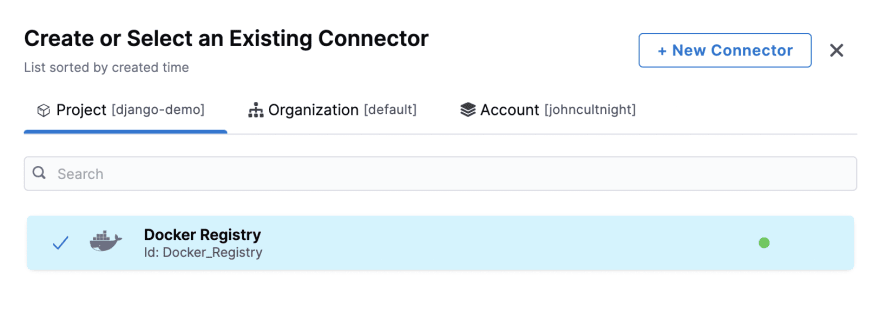 Create or Select an Existing Connector
+ New Connector
List sorted by created time
Project [django-demo] Organization [default] Account [johncultnight]
Search
Docker Registry
Id: Docker_Registry